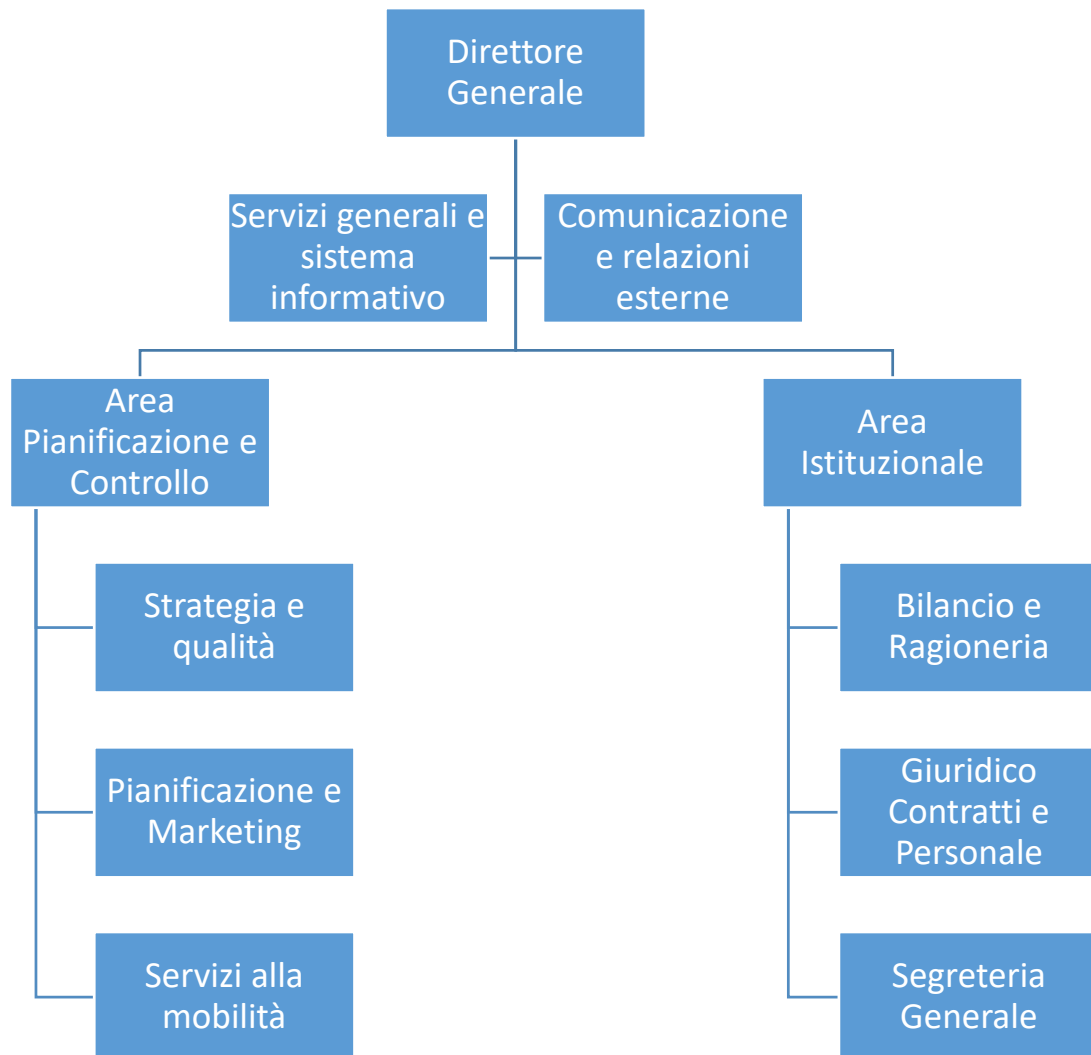 Direttore
Generale
Servizi generali e
sistema
informativo
Comunicazione
e relazioni
esterne
Area
Pianificazione e
Controllo
Area
Istituzionale
Strategia e
qualità
Bilancio e
Ragioneria
Pianificazione e
Marketing
Giuridico
Contratti e
Personale
Servizi alla
mobilità
Segreteria
Generale